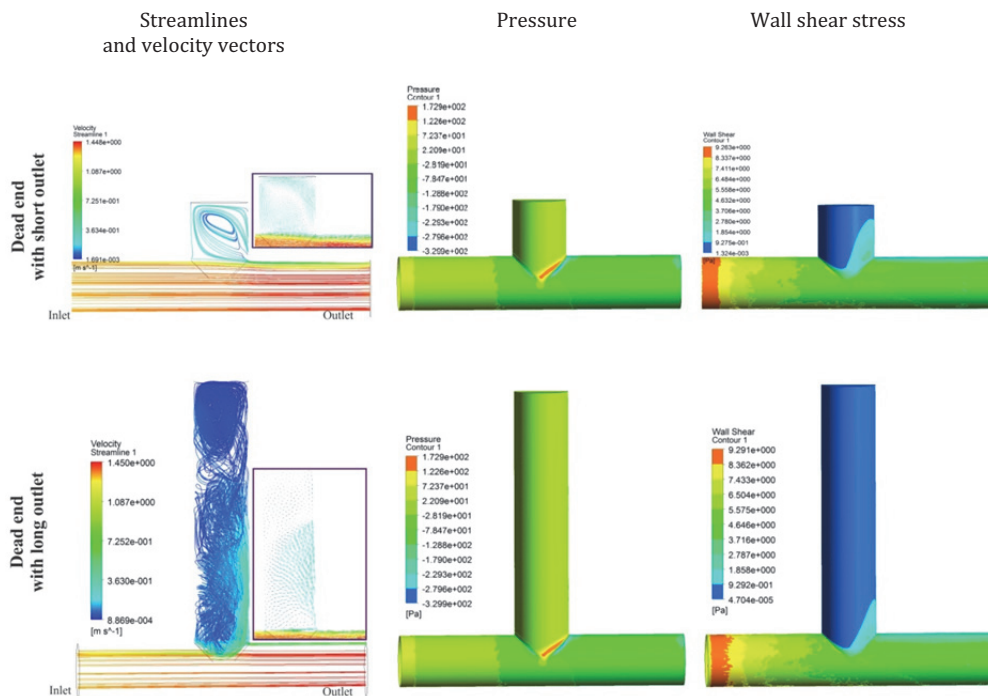 Streamlines
and velocity vectors
Pressure
Wall shear stress
Dead end
with short outlet
Velocity
Streamline 1
1.448e+000
1.087e+000
7.251e-001
3.634e-001
1.691e-003
[m s^-1]
Inlet
Outlet
Pressure
Contour 1
1.729e+002
1.226e+002
7.237e+001
2.209e+001
-2.819e+001
-7.847e+001
-1.288e+002
-1.790e+002
-2.293e+002
-2.796e+002
-3.299e+002
Wall Shear
Contour 1
9.263e+000
8.337e+000
7.411e+000
6.484e+000
5.558e+000
4.632e+000
3.706e+000
2.780e+000
1.854e+000
9.275e-001
1.324e-003
[Pa]
Dead end
with long outlet
Velocity
Streamline 1
1.450e+000
1.087e+000
7.252e-001
3.630e-001
8.869e-004
[m s^-1]
Inlet
Outlet
Pressure
Contour 1
1.729e+002
1.226e+002
7.237e+001
2.209e+001
-2.819e+001
-7.847e+001
-1.288e+002
-1.790e+002
-2.293e+002
-2.796e+002
-3.299e+002
[Pa]
Wall Shear
Contour 1
9.291e+000
8.362e+000
7.433e+000
6.504e+000
5.575e+000
4.646e+000
3.716e+000
2.787e+000
1.858e+000
9.292e-001
4.704e-005
[Pa]